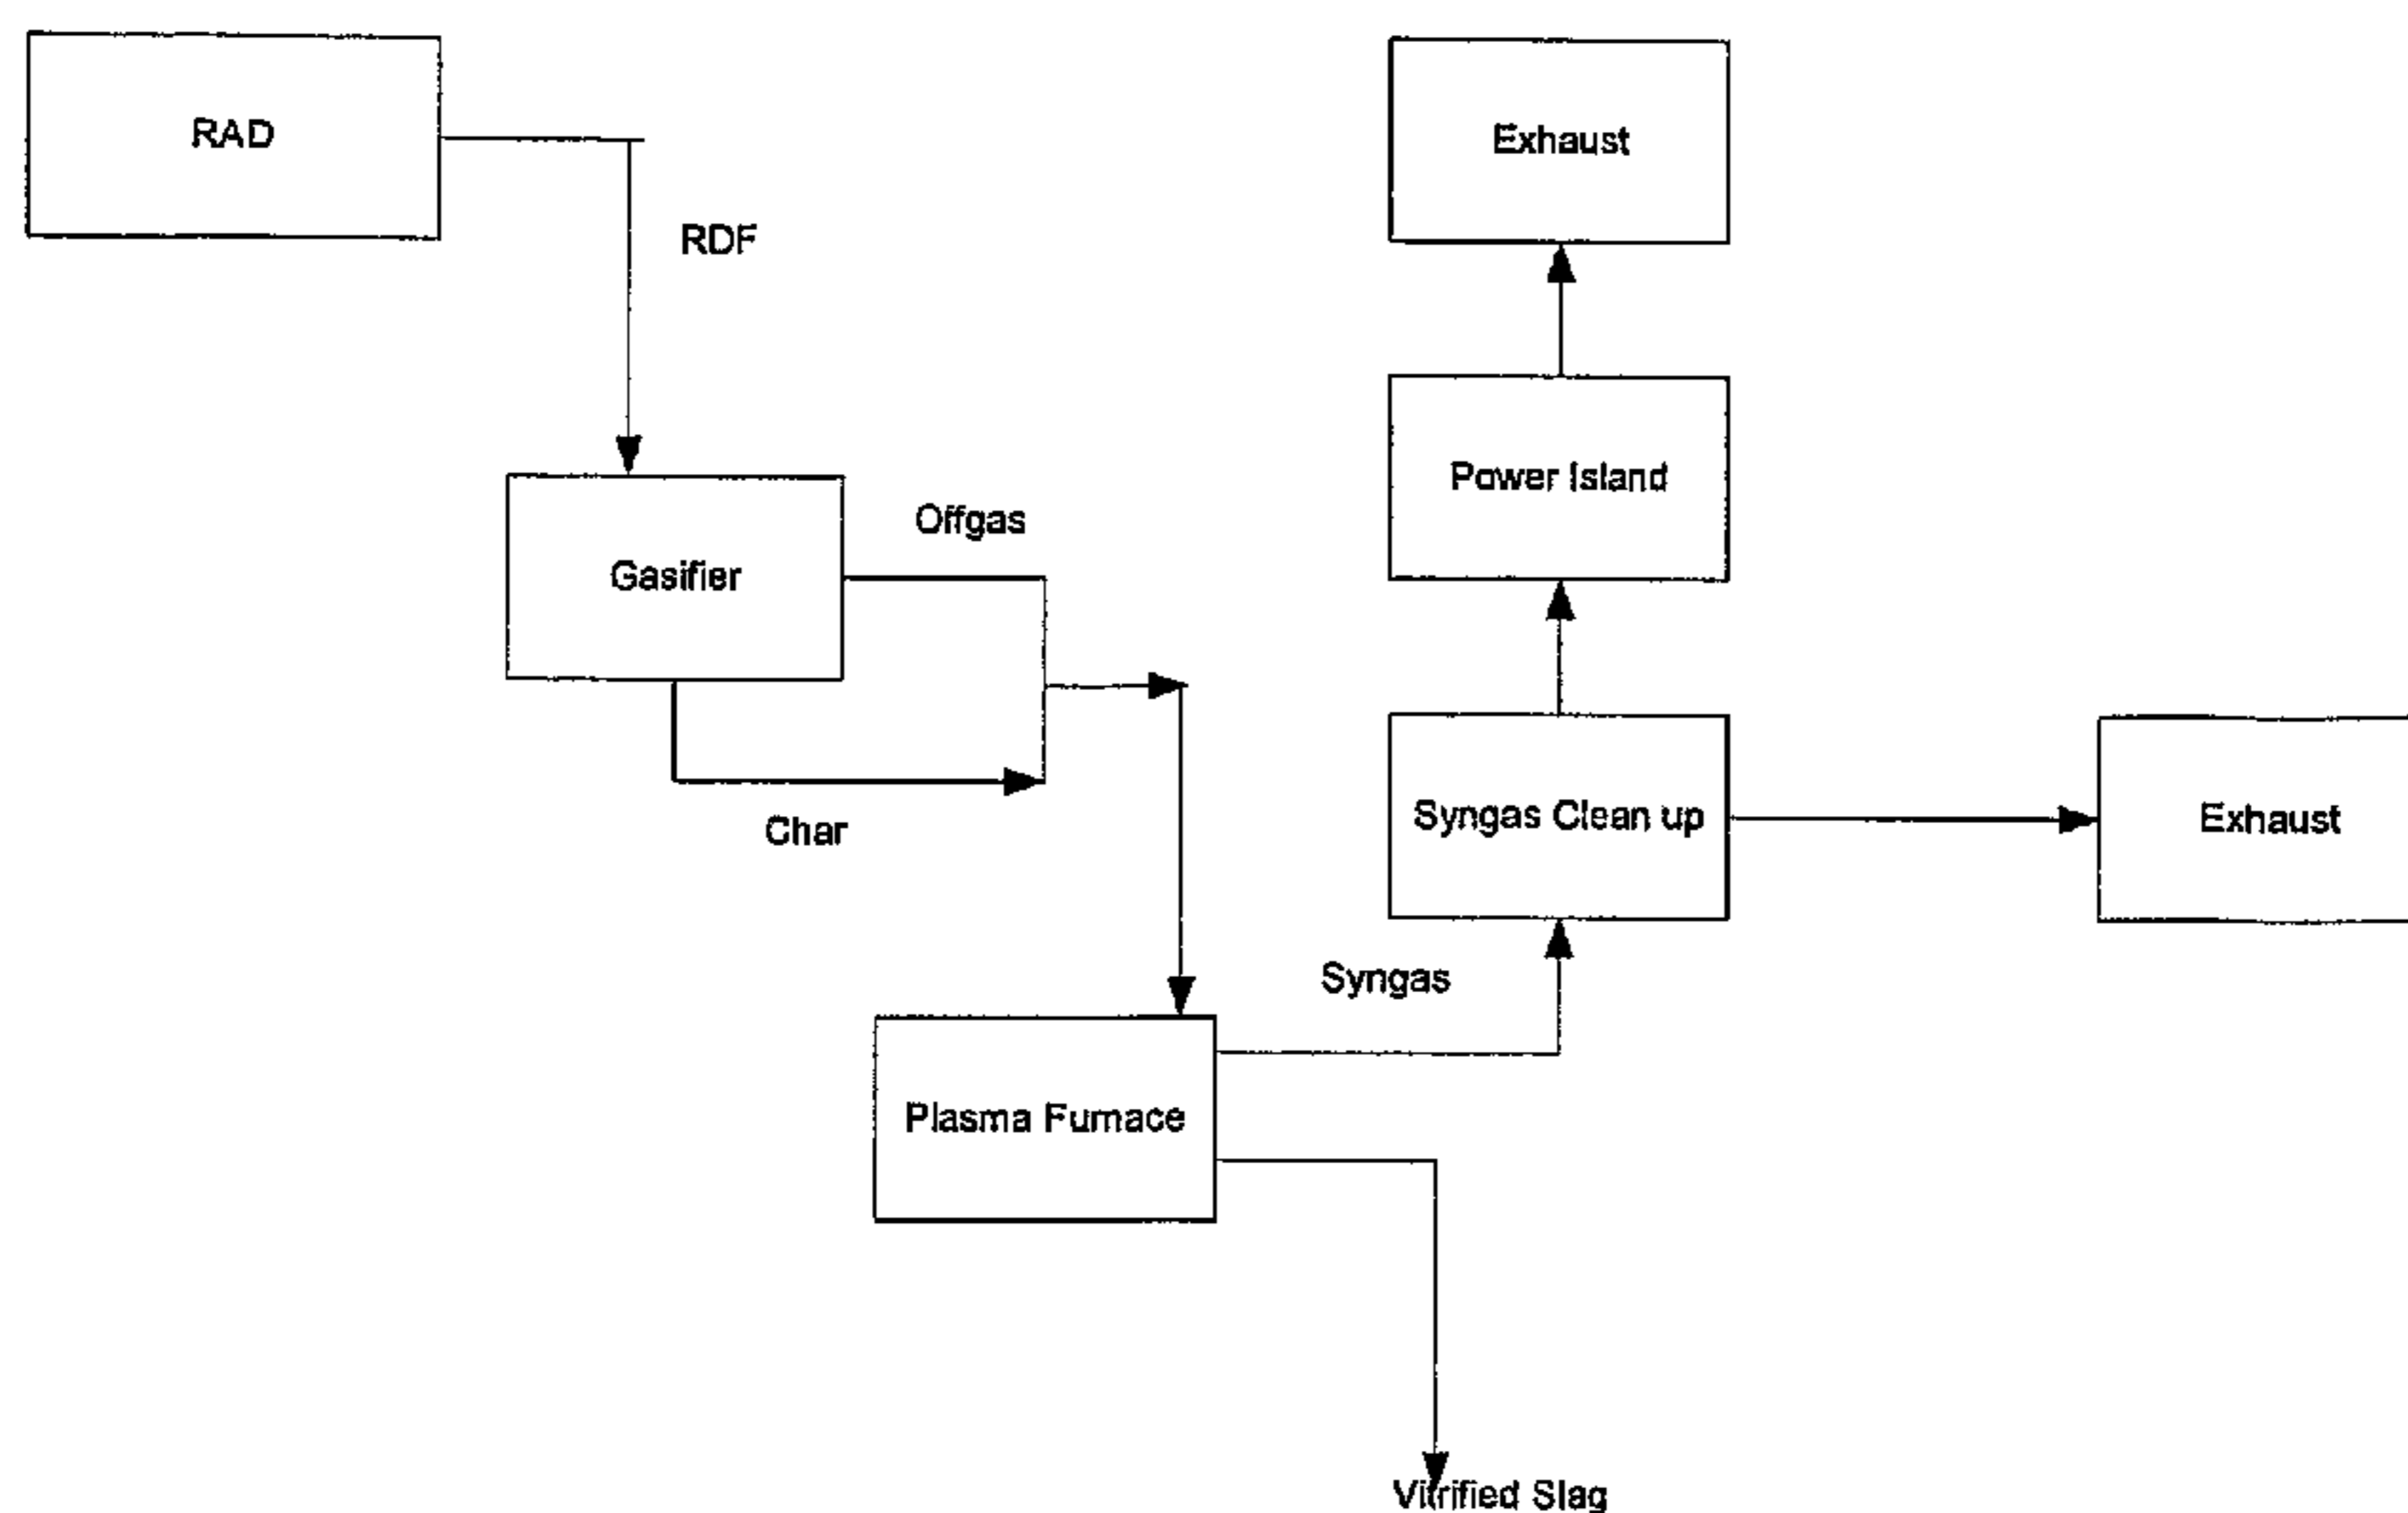 RAD
Exhaust
RDF
Power Island
Offgas
Gasifier
Syngas Clean up
Exhaust
Char
Syngas
Plasma Furnace
Vitrified Slag